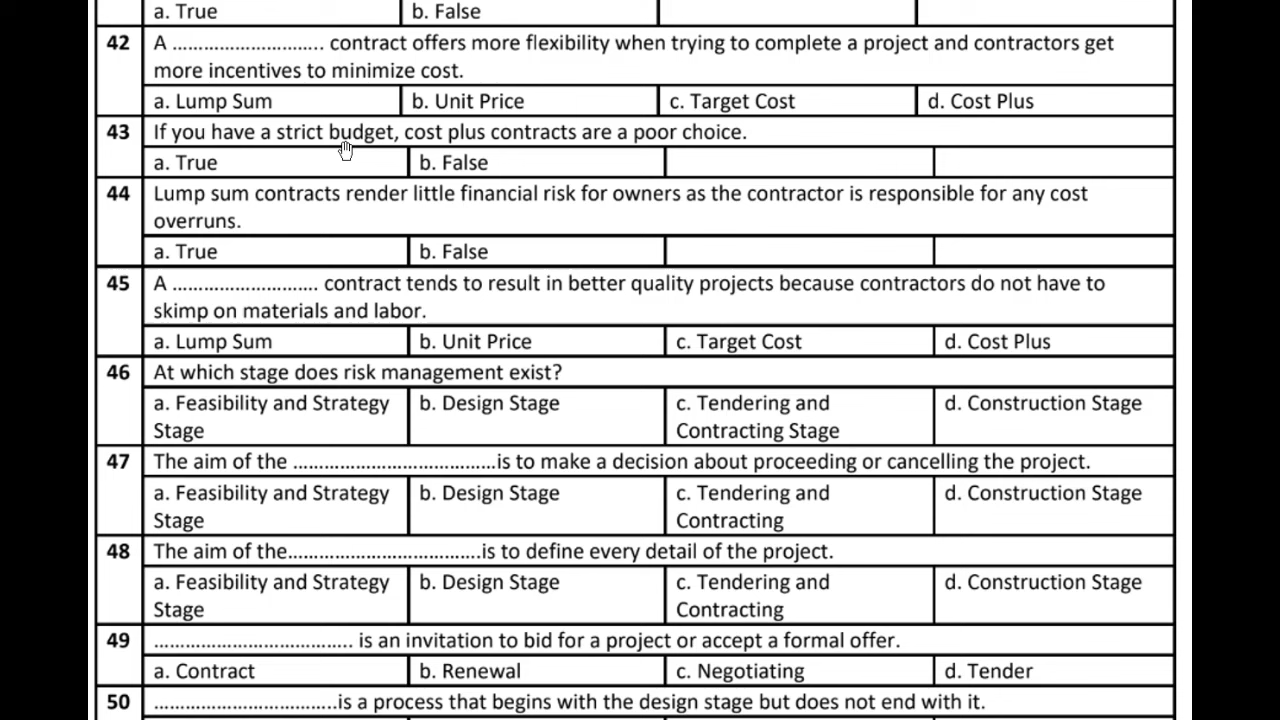 a. True b. False
42 A ............................. contract offers more flexibility when trying to complete a project and contractors get
more incentives to minimize cost.
a. Lump Sum b. Unit Price c. Target Cost d. Cost Plus
43 If you have a strict budget, cost plus contracts are a poor choice.
a. True b. False
44 Lump sum contracts render little financial risk for owners as the contractor is responsible for any cost
overruns.
a. True b. False
45 A ............................ contract tends to result in better quality projects because contractors do not have to
skimp on materials and labor.
a. Lump Sum b. Unit Price c. Target Cost d. Cost Plus
46 At which stage does risk management exist?
a. Feasibility and Strategy b. Design Stage c. Tendering and d. Construction Stage
Stage Contracting Stage
47 The aim of the .......................................is to make a decision about proceeding or cancelling the project.
a. Feasibility and Strategy b. Design Stage c. Tendering and d. Construction Stage
Stage Contracting
48 The aim of the.....................................is to define every detail of the project.
a. Feasibility and Strategy b. Design Stage c. Tendering and d. Construction Stage
Stage Contracting
49 ...................................... is an invitation to bid for a project or accept a formal offer.
a. Contract b. Renewal c. Negotiating d. Tender
50 ...................................is a process that begins with the design stage but does not end with it.